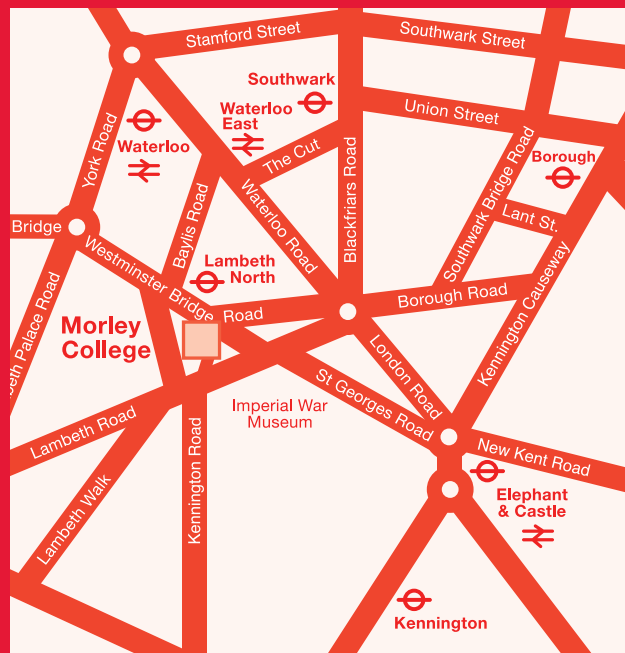 Stamford Street
Southwark Street
Southwark
Union Street
Waterloo
East
York Road
Waterloo
The Cut
Borough
Blackfriars Road
Southwark Bridge Road
Baylis Road
Waterloo Road
Lant St.
Bridge
Westminster Bridge Road
Lambeth
North
Borough Road
Kennington Causeway
beth Palace Road
Morley
College
London Road
St Georges Road
Imperial War
Museum
Lambeth Road
Kennington Road
New Kent Road
Lambeth Walk
Elephant
& Castle
Kennington